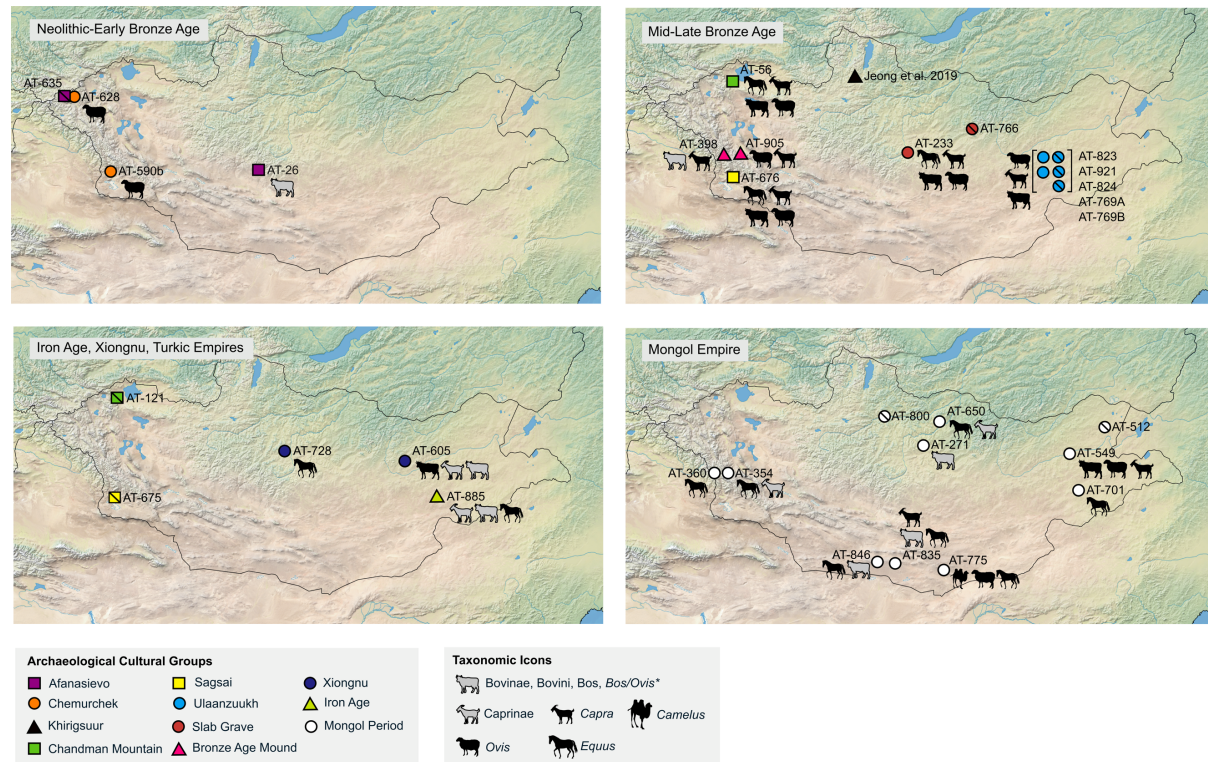 Neolithic-Early Bronze Age
AT-635
AT-628
AT-590b
AT-26
Mid-Late Bronze Age
AT-56
Jeong et al. 2019
AT-766
AT-398
AT-905
AT-233
AT-676
AT-823
AT-921
AT-824
AT-769A
AT-769B
Iron Age, Xiongnu, Turkic Empires
AT-121
AT-728
AT-605
AT-675
AT-885
Mongol Empire
AT-800
AT-650
AT-512
AT-271
AT-549
AT-360
AT-354
AT-701
AT-846
AT-835
AT-775
Archaeological Cultural Groups
Afanasievo
Sagsai
Xiongnu
Chemurchek
Ulaanzuukh
Iron Age
Khirigsuur
Slab Grave
Mongol Period
Chandman Mountain
Bronze Age Mound
Taxonomic Icons
Bovinae, Bovini, Bos, Bos/Ovis*
Caprinae
Capra
Camelus
Ovis
Equus